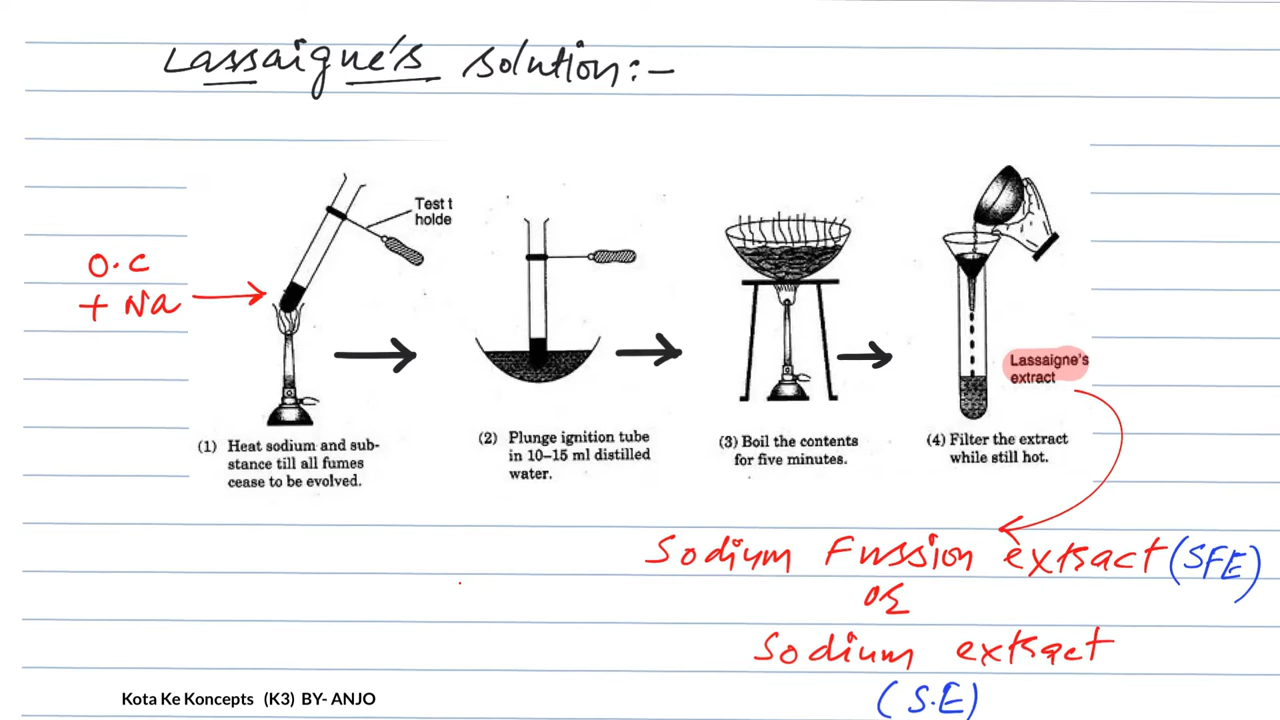 Lassaigne's solution:-
Test t
holde
O.C
+ Na
Lassaigne's
extract
(1) Heat sodium and sub-
stance till all fumes
cease to be evolved.
(2) Plunge ignition tube
in 10–15 ml distilled
water.
(3) Boil the contents
for five minutes.
(4) Filter the extract
while still hot.
Sodium Fussion extract (SFE)
or
Sodium extract
(S.E)
Kota Ke Koncepts (K3) BY- ANJO